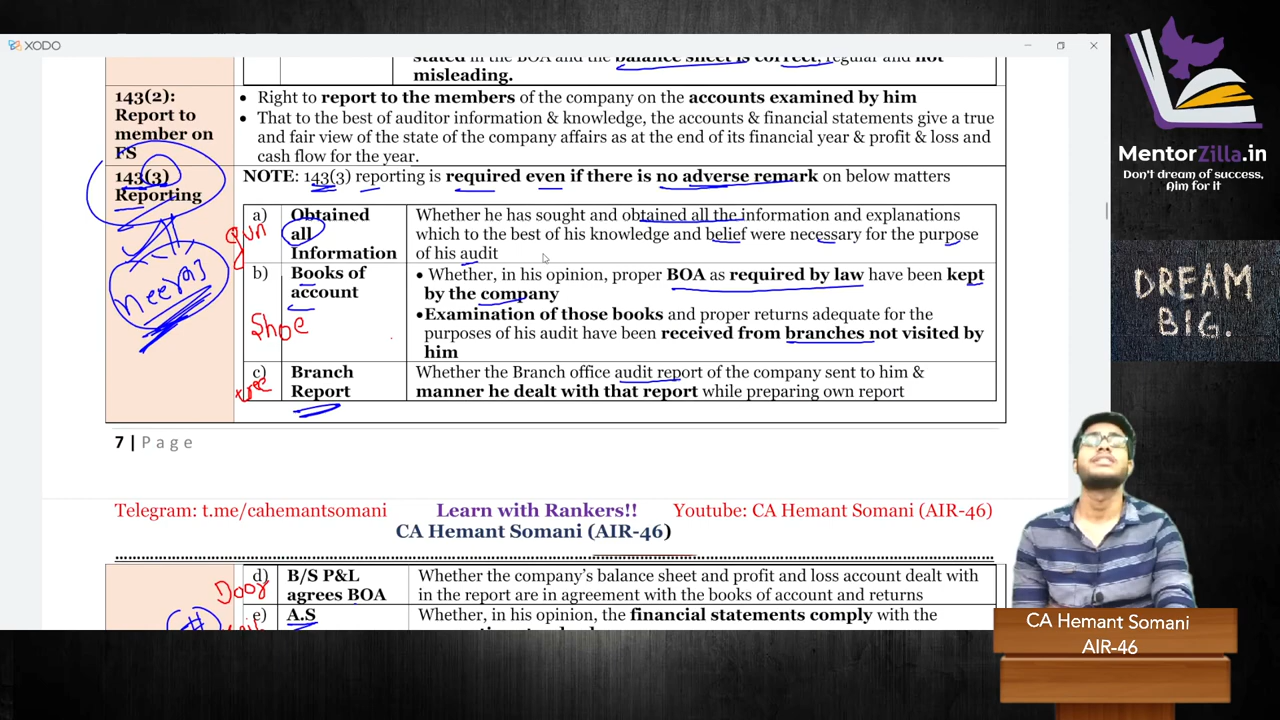 XODO
stated in the BOA and the balance sheet is correct, regular and not
misleading.
143(2):
Report to
member on
FS
• Right to report to the members of the company on the accounts examined by him
• That to the best of auditor information & knowledge, the accounts & financial statements give a true
and fair view of the state of the company affairs as at the end of its financial year & profit & loss and
cash flow for the year.
143(3)
Reporting
neeraj
NOTE: 143(3) reporting is required even if there is no adverse remark on below matters
a) Obtained
all
Information
gun
Whether he has sought and obtained all the information and explanations
which to the best of his knowledge and belief were necessary for the purpose
of his audit
b) Books of
account
Shoe
• Whether, in his opinion, proper BOA as required by law have been kept
by the company
• Examination of those books and proper returns adequate for the
purposes of his audit have been received from branches not visited by
him
c) Branch
Report
tree
Whether the Branch office audit report of the company sent to him &
manner he dealt with that report while preparing own report
7 | Page
Telegram: t.me/cahemantsomani Learn with Rankers!! Youtube: CA Hemant Somani (AIR-46)
CA Hemant Somani (AIR-46)
d) B/S P&L
agrees BOA
Door
Whether the company's balance sheet and profit and loss account dealt with
in the report are in agreement with the books of account and returns
e) A.S
Whether, in his opinion, the financial statements comply with the
MentorZilla.in
Don't dream of success,
Aim for it
DREAM
BIG.
CA Hemant Somani
AIR-46